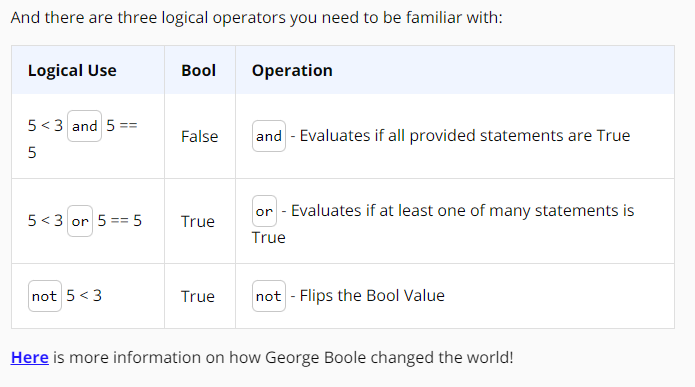 And there are three logical operators you need to be familiar with:
Logical Use Bool Operation
5 < 3 and 5 ==
5
False
and - Evaluates if all provided statements are True
5 < 3 or 5 == 5
True
or - Evaluates if at least one of many statements is
True
not 5 < 3
True
not - Flips the Bool Value
Here is more information on how George Boole changed the world!